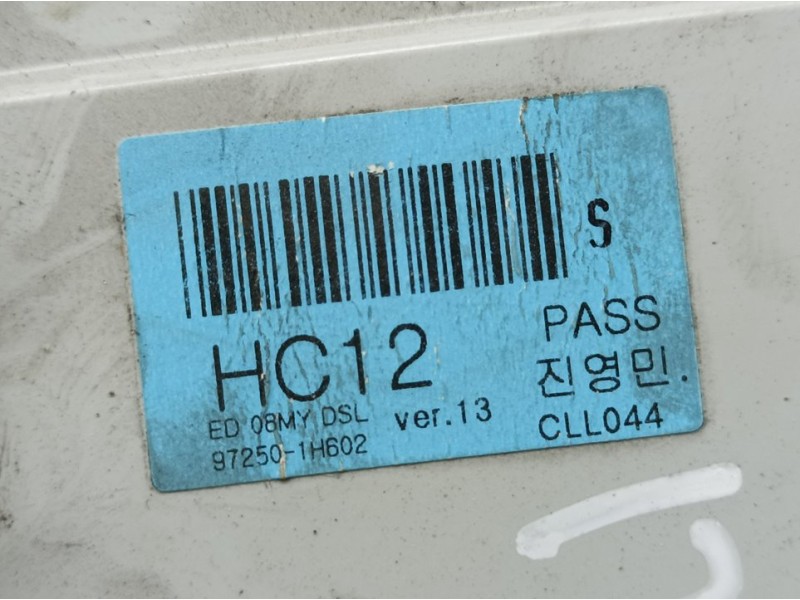 S
HC12
PASS
ED 08MY DSL
ver.13
진영민.
97250-1H602
CLL044